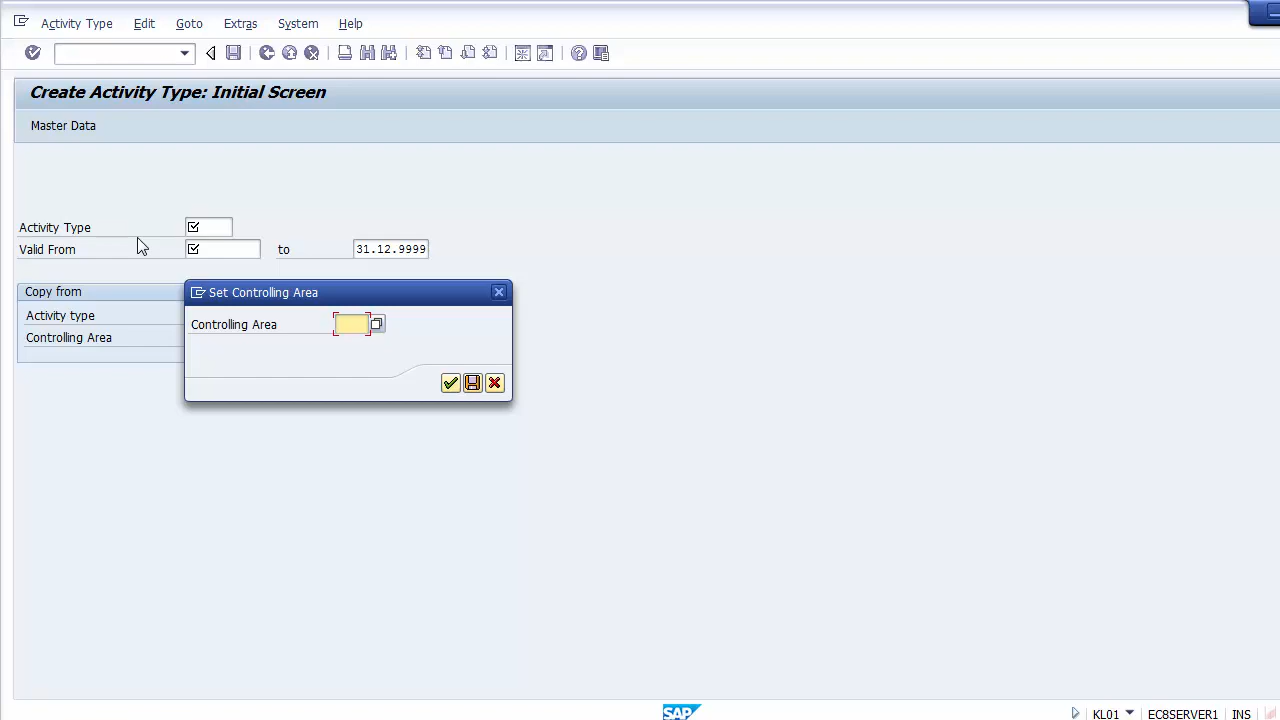 Activity Type Edit Goto Extras System Help
Create Activity Type: Initial Screen
Master Data
Activity Type
Valid From to 31.12.9999
Copy from
Activity type
Controlling Area
Set Controlling Area
Controlling Area
SAP
KL01 EC8SERVER1 INS